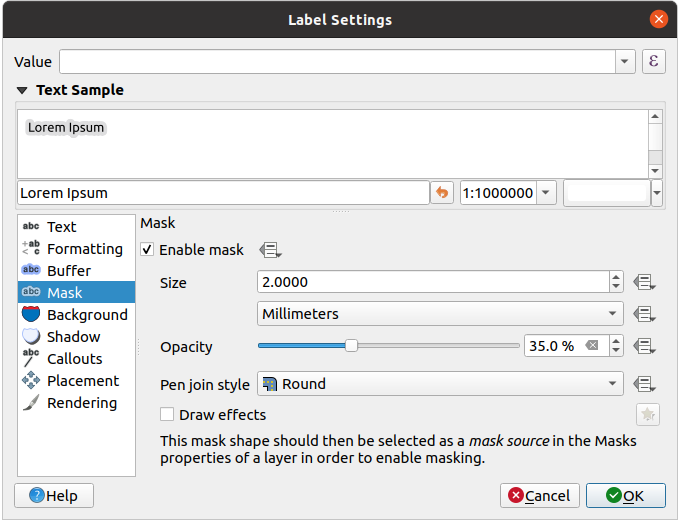 Label Settings
Value
ε
Text Sample
Lorem Ipsum
Lorem Ipsum
1:1000000
abc Text
+ab < c Formatting
abc Buffer
abc Mask
Background
Shadow
abc Callouts
Placement
Rendering
Mask
Enable mask
Size 2.0000
Millimeters
Opacity 35.0 %
Pen join style Round
Draw effects
This mask shape should then be selected as a mask source in the Masks
properties of a layer in order to enable masking.
?Help Cancel OK